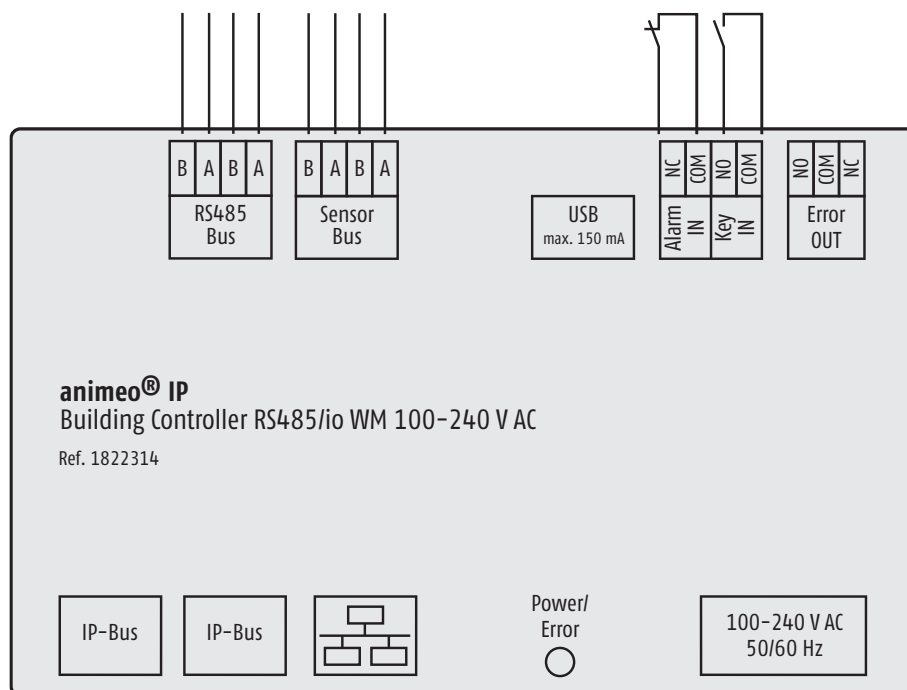 B A B A
RS485
Bus
B A B A
Sensor
Bus
USB
max. 150 mA
NC COM NO COM
Alarm
IN
Key
IN
NO COM NC
Error
OUT
animeo® IP
Building Controller RS485/io WM 100-240 V AC
Ref. 1822314
IP-Bus
IP-Bus
Power/
Error
100-240 V AC
50/60 Hz